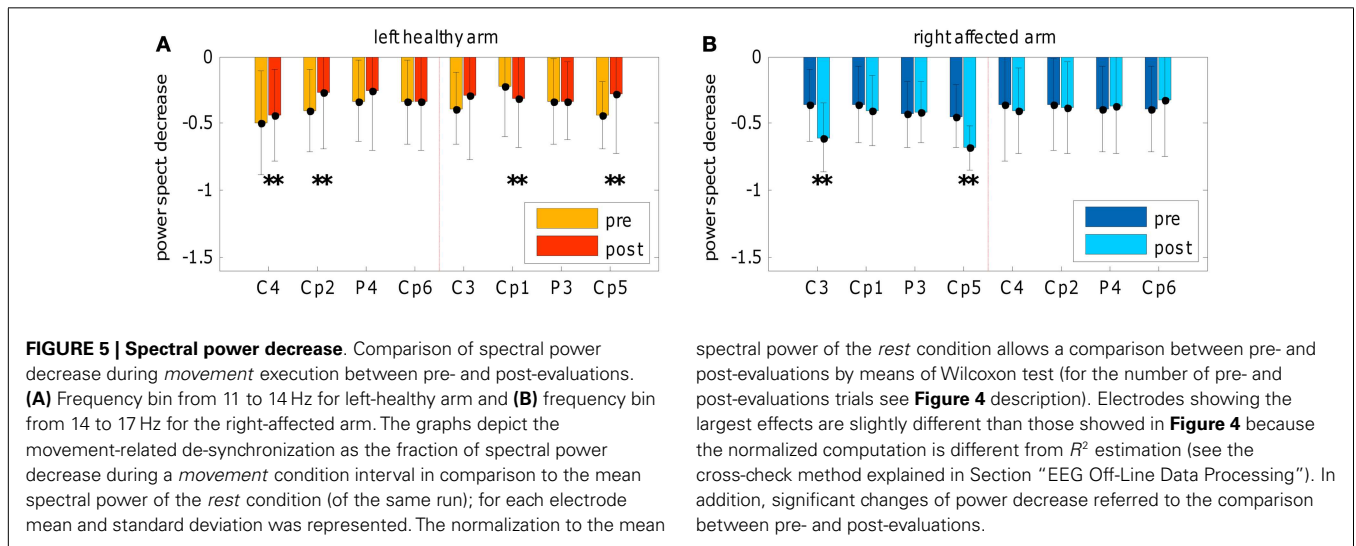 A
left healthy arm
0
-0.5
-1
-1.5
power spect decrease
** ** ** **
pre
post
C4 Cp2 P4 Cp6 C3 Cp1 P3 Cp5
B
right affected arm
0
-0.5
-1
-1.5
power spect decrease
** **
pre
post
C3 Cp1 P3 Cp5 C4 Cp2 P4 Cp6
FIGURE 5 | Spectral power decrease. Comparison of spectral power
decrease during movement execution between pre- and post-evaluations.
(A) Frequency bin from 11 to 14 Hz for left-healthy arm and (B) frequency bin
from 14 to 17 Hz for the right-affected arm. The graphs depict the
movement-related de-synchronization as the fraction of spectral power
decrease during a movement condition interval in comparison to the mean
spectral power of the rest condition (of the same run); for each electrode
mean and standard deviation was represented. The normalization to the mean
spectral power of the rest condition allows a comparison between pre- and
post-evaluations by means of Wilcoxon test (for the number of pre- and
post-evaluations trials see Figure 4 description). Electrodes showing the
largest effects are slightly different than those showed in Figure 4 because
the normalized computation is different from R² estimation (see the
cross-check method explained in Section “EEG Off-Line Data Processing”). In
addition, significant changes of power decrease referred to the comparison
between pre- and post-evaluations.